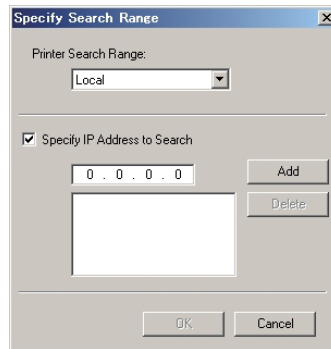 Specify Search Range
Printer Search Range:
Local
Specify IP Address to Search
0 . 0 . 0 . 0
Add
Delete
OK
Cancel